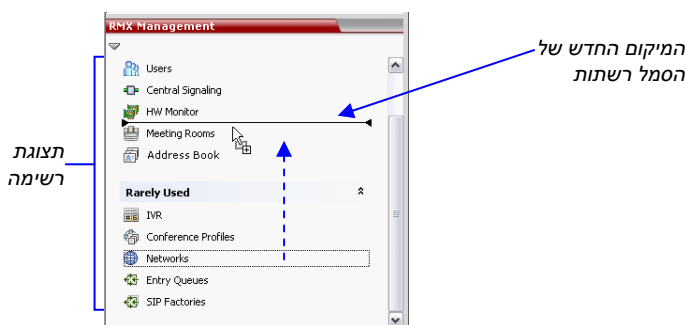 RMX Management
Users
Central Signaling
HW Monitor
Meeting Rooms
Address Book
Rarely Used
IVR
Conference Profiles
Networks
Entry Queues
SIP Factories
המיקום החדש של
הסמל רשתות
תצוגת
רשימה